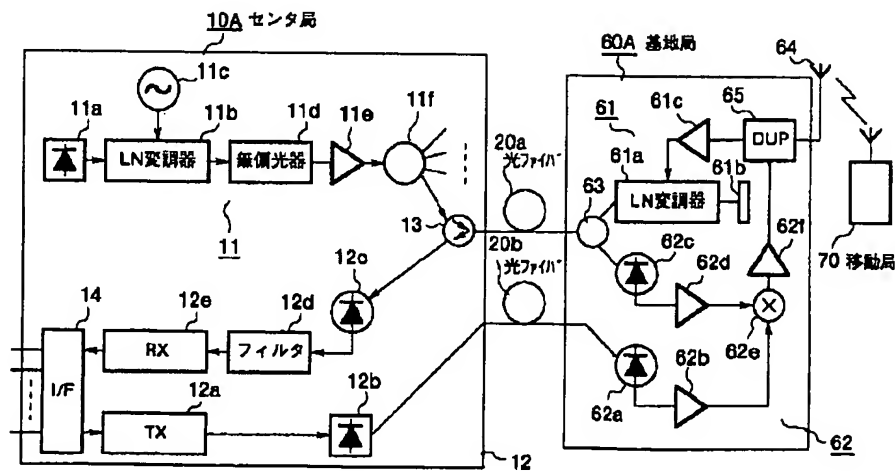 10A センタ局
11c
11a
11b
11d
11e
11f
LN変調器
無偏光器
11
13
20a
光ファイバ
20b
光ファイバ
14
12e
12d
12c
I/F
RX
フィルタ
12a
12b
TX
12
60A 基地局
64
61
61c
65
DUP
61a
61b
LN変調器
63
62c
62d
62f
62e
62a
62b
62
70 移動局